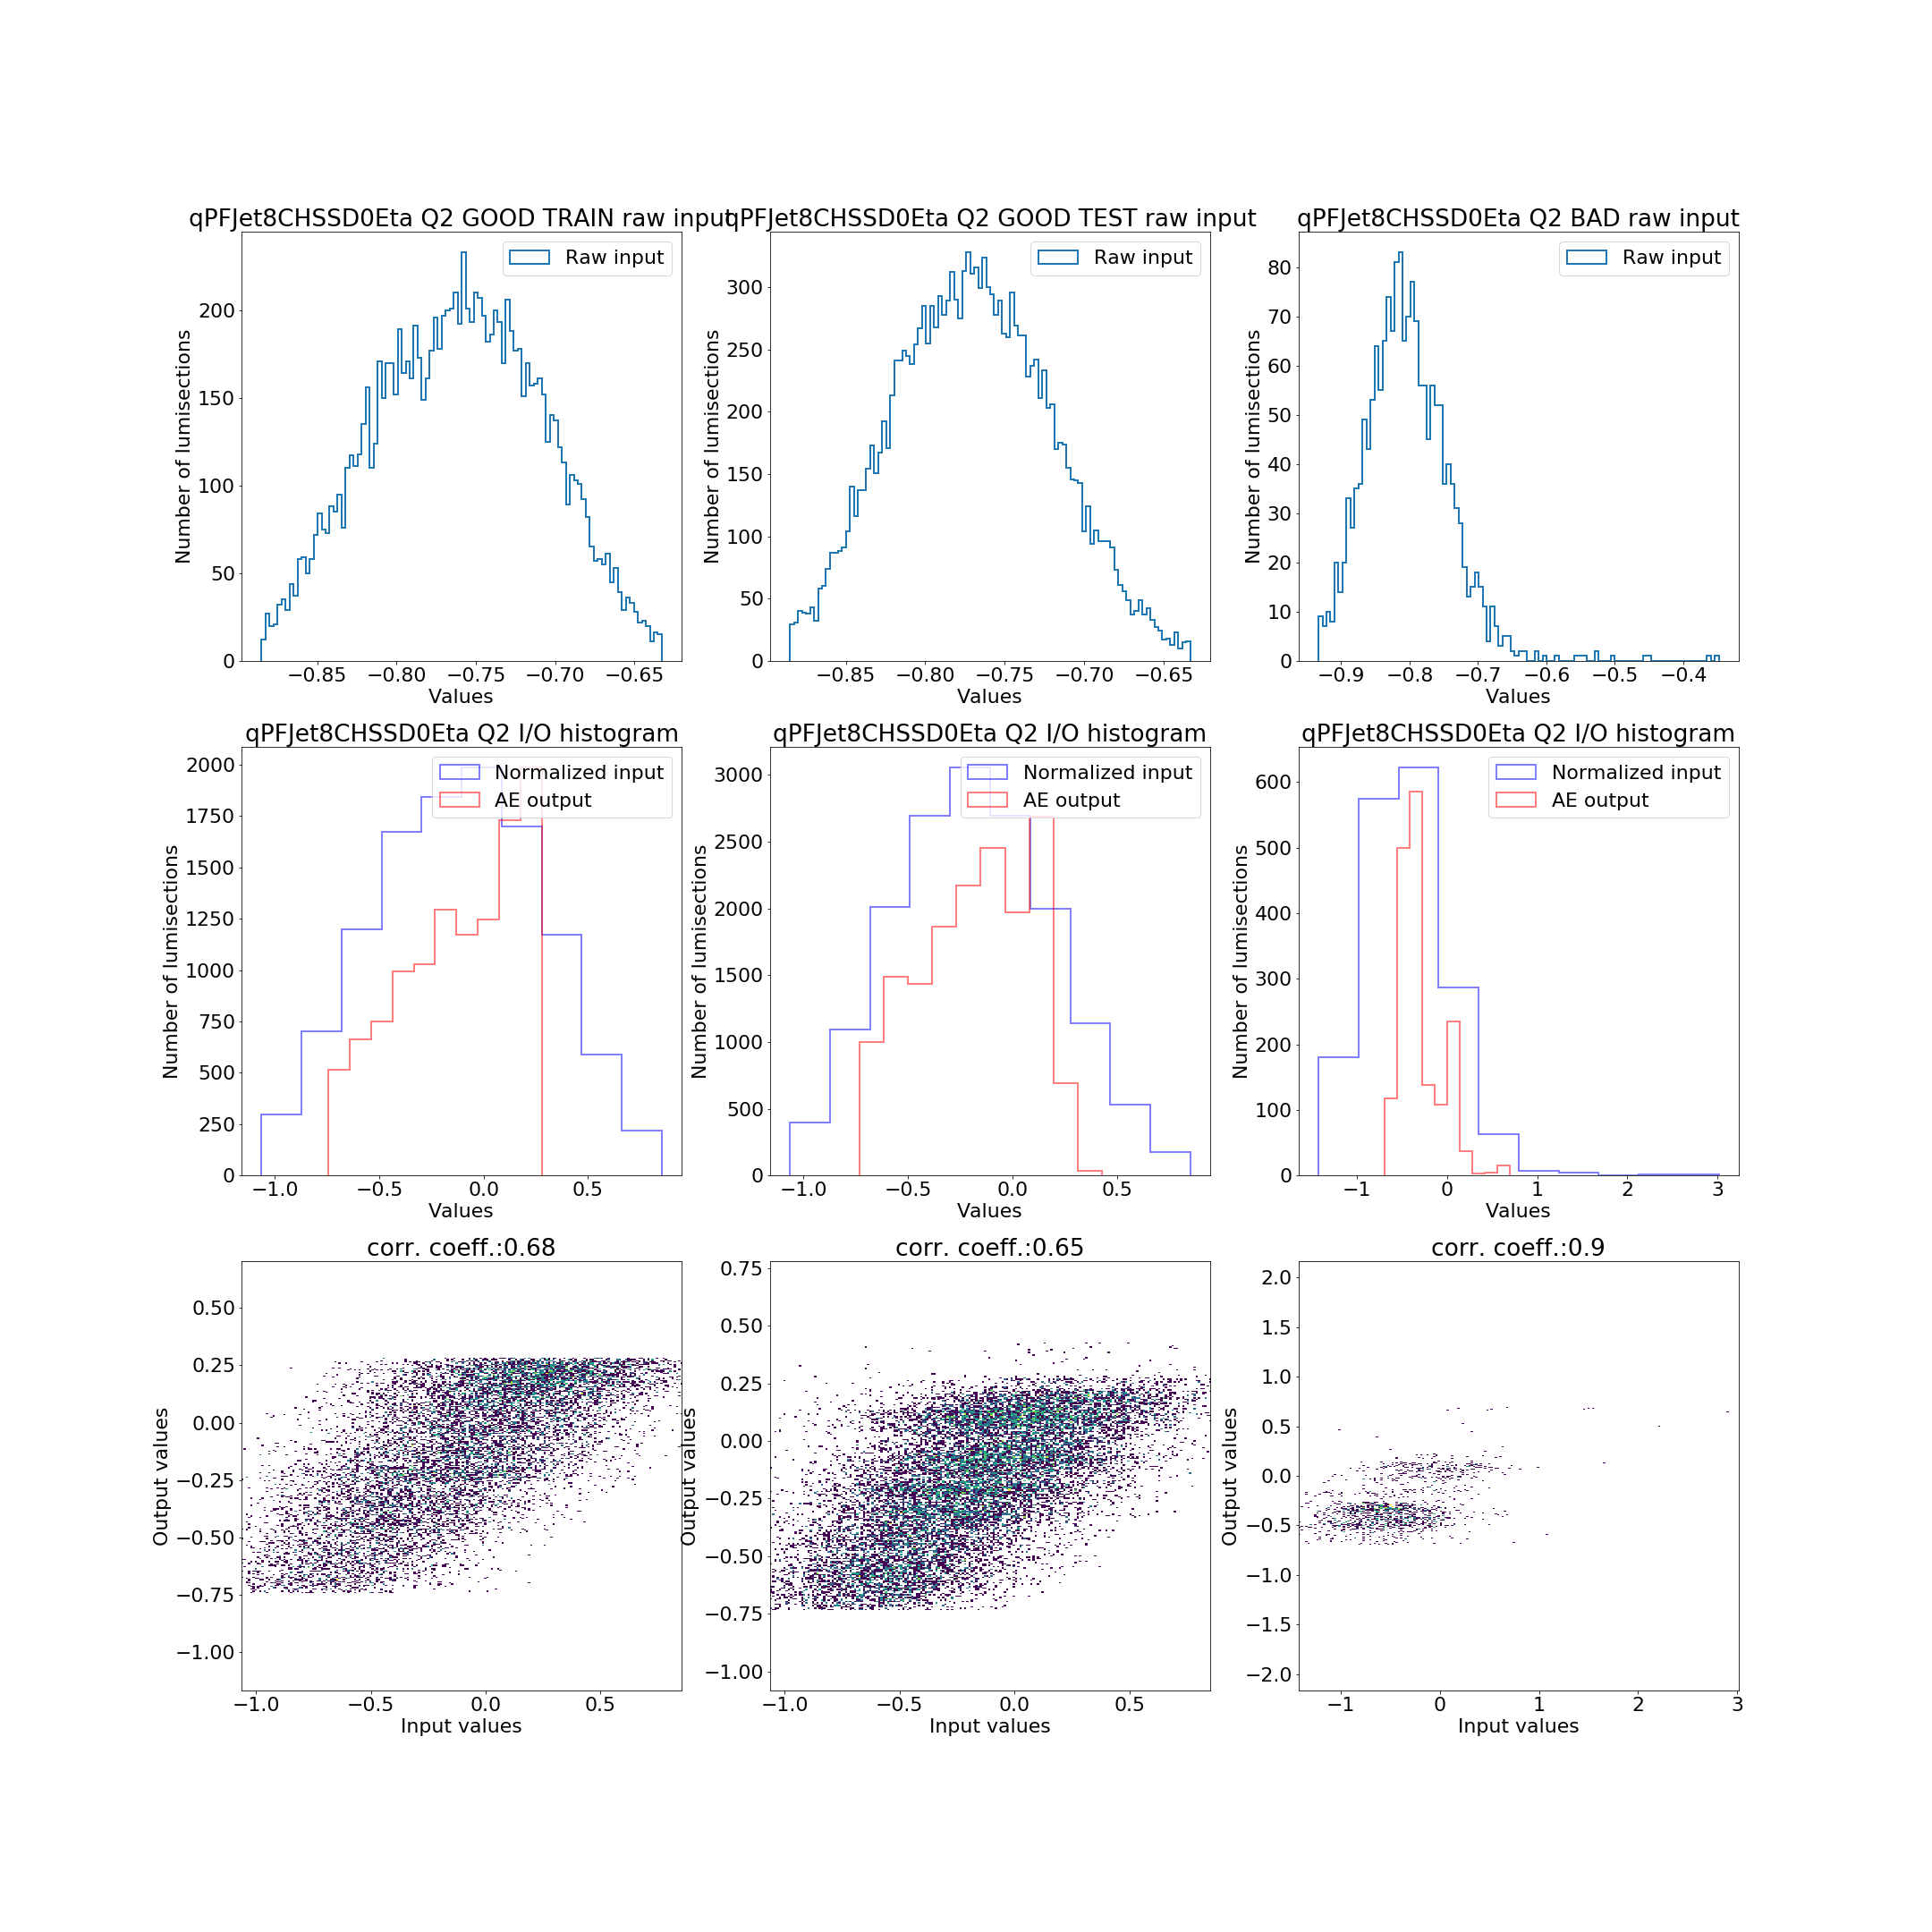 qPFJet8CHSSD0Eta Q2 GOOD TRAIN raw input
qPFJet8CHSSD0Eta Q2 GOOD TEST raw input
qPFJet8CHSSD0Eta Q2 BAD raw input
Raw input
Raw input
Raw input
Number of lumisections
200
150
100
50
0
−0.85 −0.80 −0.75 −0.70 −0.65
Values
Number of lumisections
300
250
200
150
100
50
0
−0.85 −0.80 −0.75 −0.70 −0.65
Values
Number of lumisections
80
70
60
50
40
30
20
10
0
−0.9 −0.8 −0.7 −0.6 −0.5 −0.4
Values
qPFJet8CHSSD0Eta Q2 I/O histogram
Normalized input
AE output
Number of lumisections
2000
1750
1500
1250
1000
750
500
250
0
−1.0 −0.5 0.0 0.5
Values
qPFJet8CHSSD0Eta Q2 I/O histogram
Normalized input
AE output
Number of lumisections
3000
2500
2000
1500
1000
500
0
−1.0 −0.5 0.0 0.5
Values
qPFJet8CHSSD0Eta Q2 I/O histogram
Normalized input
AE output
Number of lumisections
600
500
400
300
200
100
0
−1 0 1 2 3
Values
corr. coeff.:0.68
Output values
0.50
0.25
0.00
−0.25
−0.50
−0.75
−1.00
−1.0 −0.5 0.0 0.5
Input values
corr. coeff.:0.65
Output values
0.75
0.50
0.25
0.00
−0.25
−0.50
−0.75
−1.00
−1.0 −0.5 0.0 0.5
Input values
corr. coeff.:0.9
Output values
2.0
1.5
1.0
0.5
0.0
−0.5
−1.0
−1.5
−2.0
−1 0 1 2 3
Input values